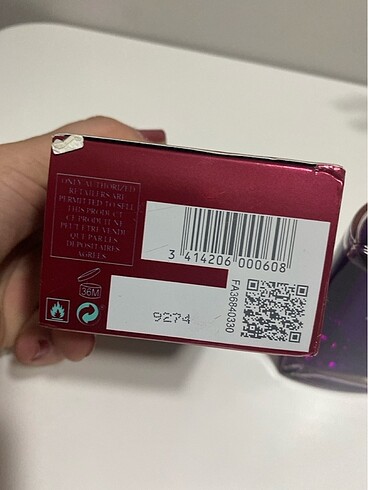 ONLY AUTHORIZED
RETAILERS ARE
PERMITTED TO SELL
THIS PRODUCT
CE PRODUIT NE
PEUT ETRE VENDU
QUE PAR LES
DEPOSITAIRES
AGREES
3 414206 000608
36M
9274
FA36840330